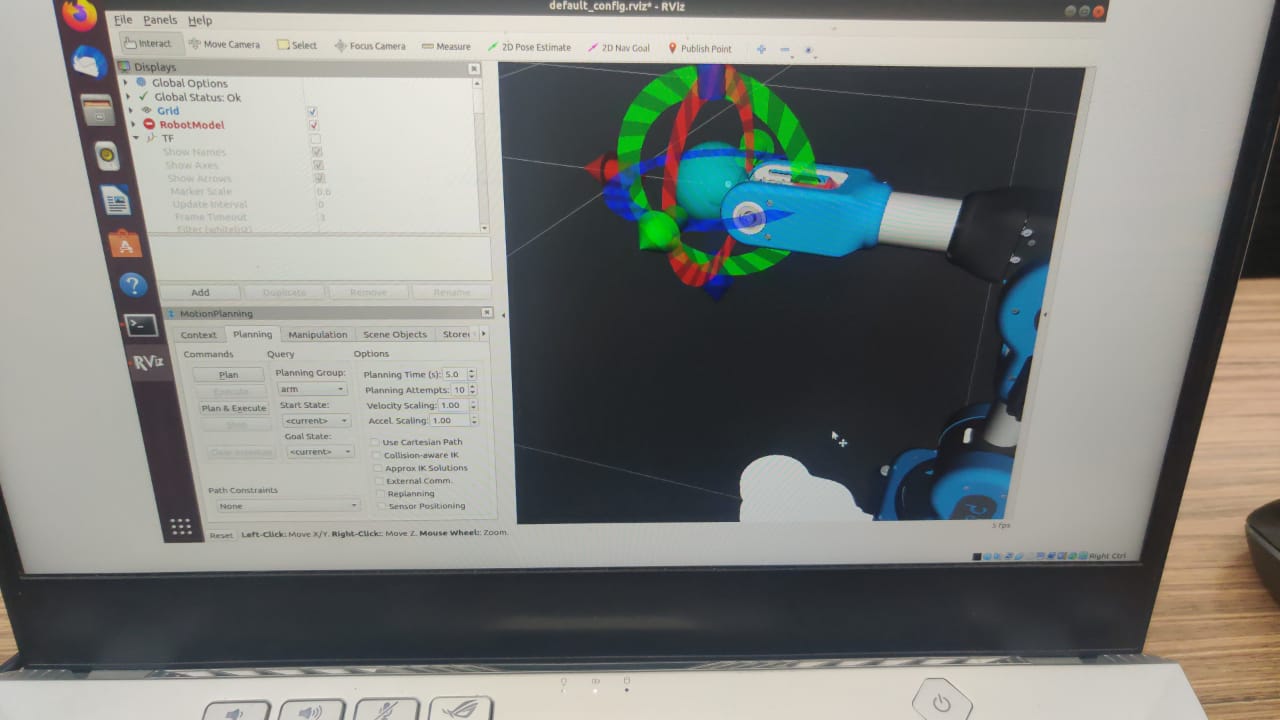 default_config.rviz* - RViz
File Panels Help
Interact Move Camera Select Focus Camera Measure 2D Pose Estimate 2D Nav Goal Publish Point
Displays
Global Options
Global Status: Ok
Grid
RobotModel
TF
Show Names
Show Axes
Show Arrows
Marker Scale 0.6
Update Interval 0
Frame Timeout
Filter (whitelist)
Add Duplicate Remove Rename
MotionPlanning
Context Planning Manipulation Scene Objects
Commands Query Options
Plan
Execute
Plan & Execute
Stop
Planning Group:
arm
Start State:
<current>
Goal State:
<current>
Planning Time (s): 5.0
Planning Attempts: 10
Velocity Scaling: 1.00
Accel. Scaling: 1.00
Use Cartesian Path
Collision-aware IK
Approx IK Solutions
External Comm.
Replanning
Sensor Positioning
Path Constraints
None
RViz
Reset Left-Click: Move X/Y. Right-Click: Move Z. Mouse Wheel: Zoom.
5 fps
Right Ctrl